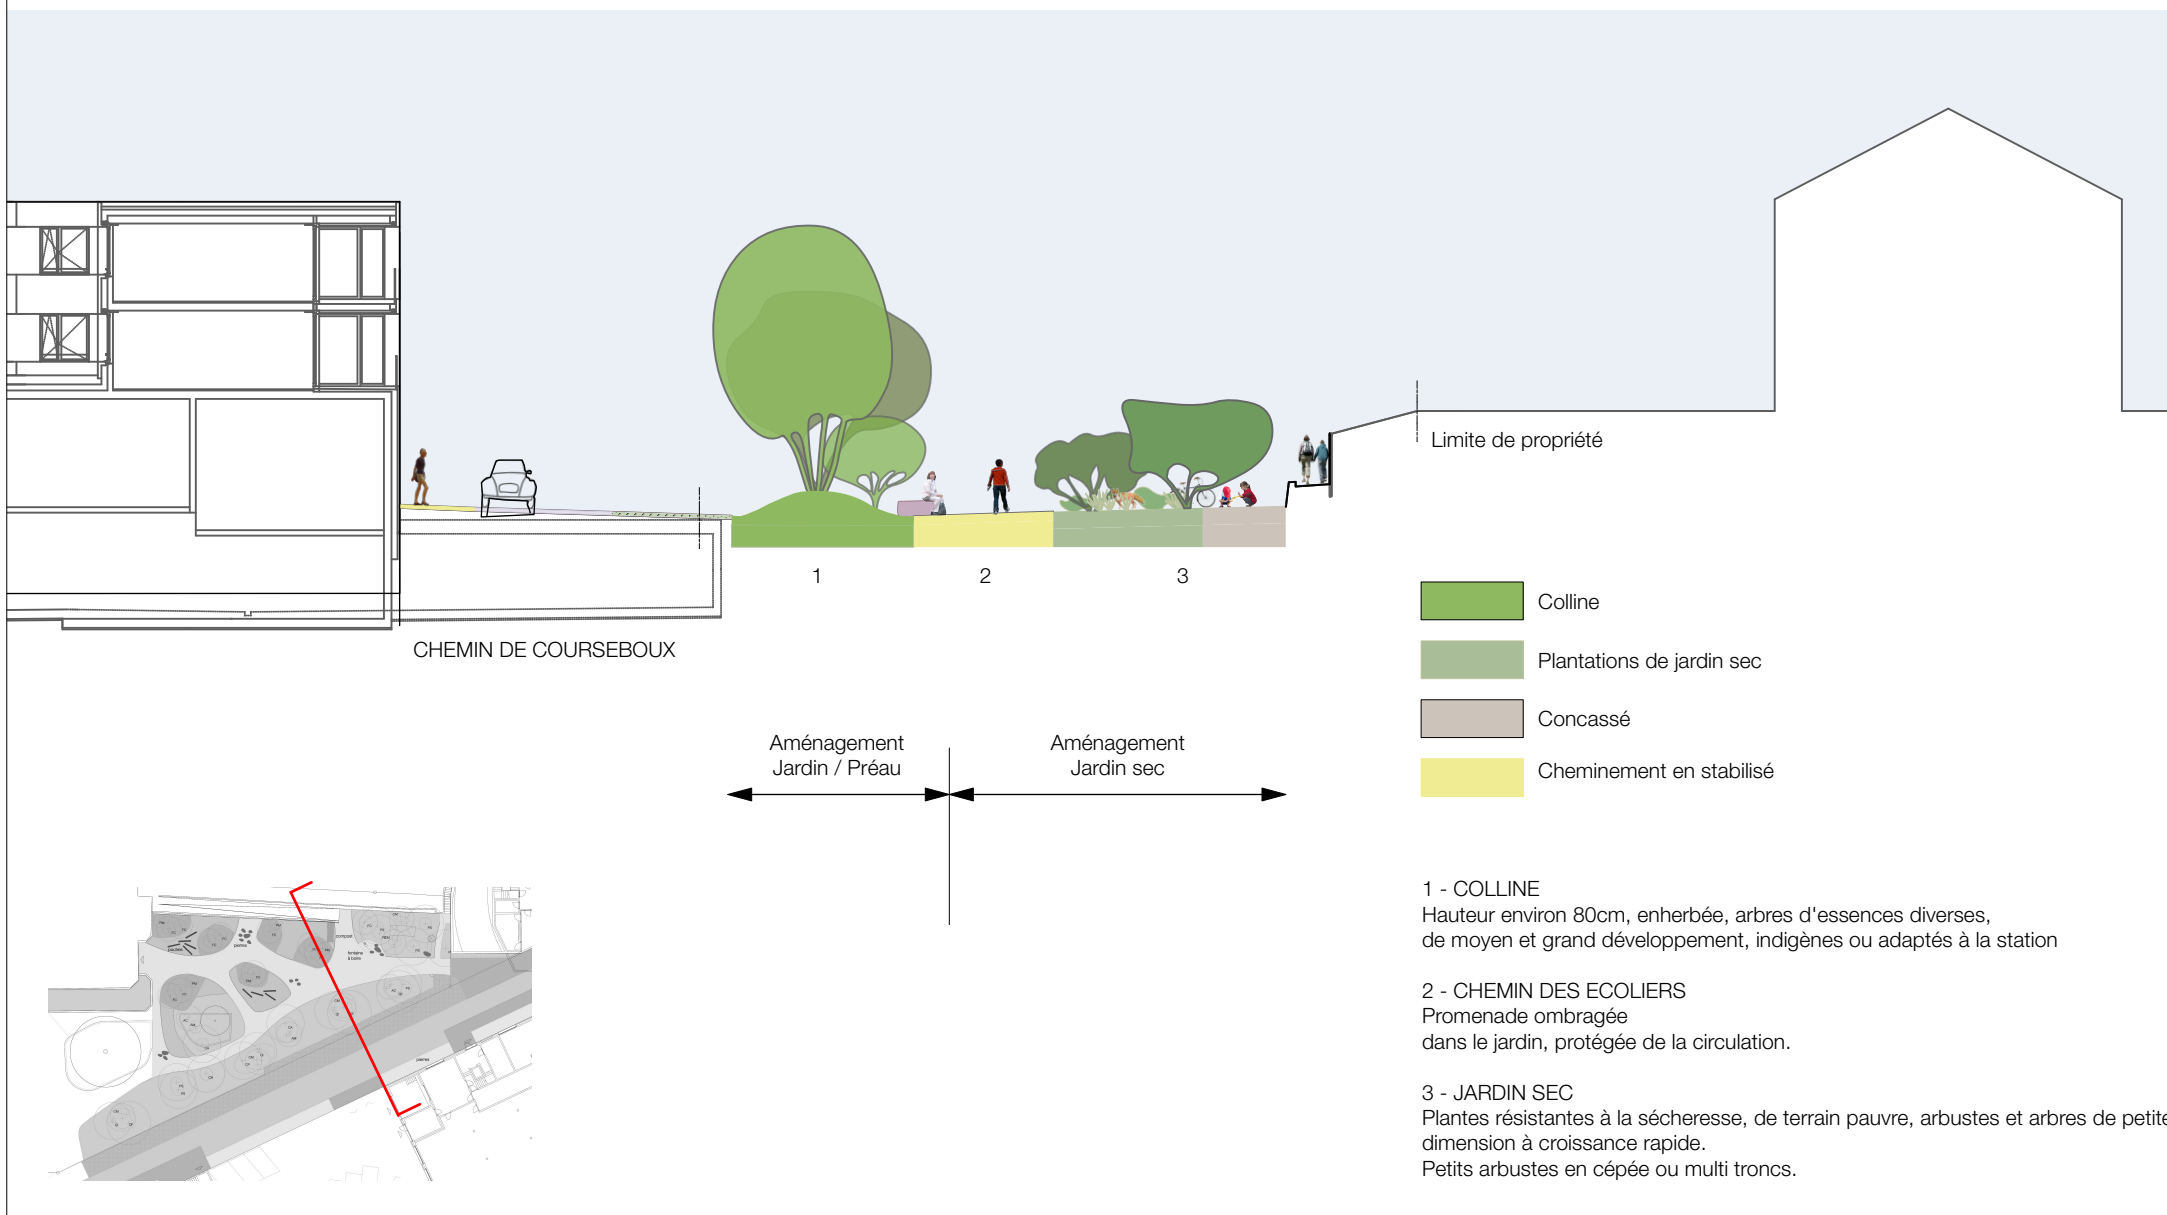 Limite de propriété
1
2
3
Colline
Plantations de jardin sec
Concassé
Cheminement en stabilisé
CHEMIN DE COURSEBOUX
Aménagement
Jardin / Préau
Aménagement
Jardin sec
1 - COLLINE
Hauteur environ 80cm, enherbée, arbres d'essences diverses,
de moyen et grand développement, indigènes ou adaptés à la station
2 - CHEMIN DES ECOLIERS
Promenade ombragée
dans le jardin, protégée de la circulation.
3 - JARDIN SEC
Plantes résistantes à la sécheresse, de terrain pauvre, arbustes et arbres de petite
dimension à croissance rapide.
Petits arbustes en cépée ou multi troncs.
compost
fontaine
à boire
pierres